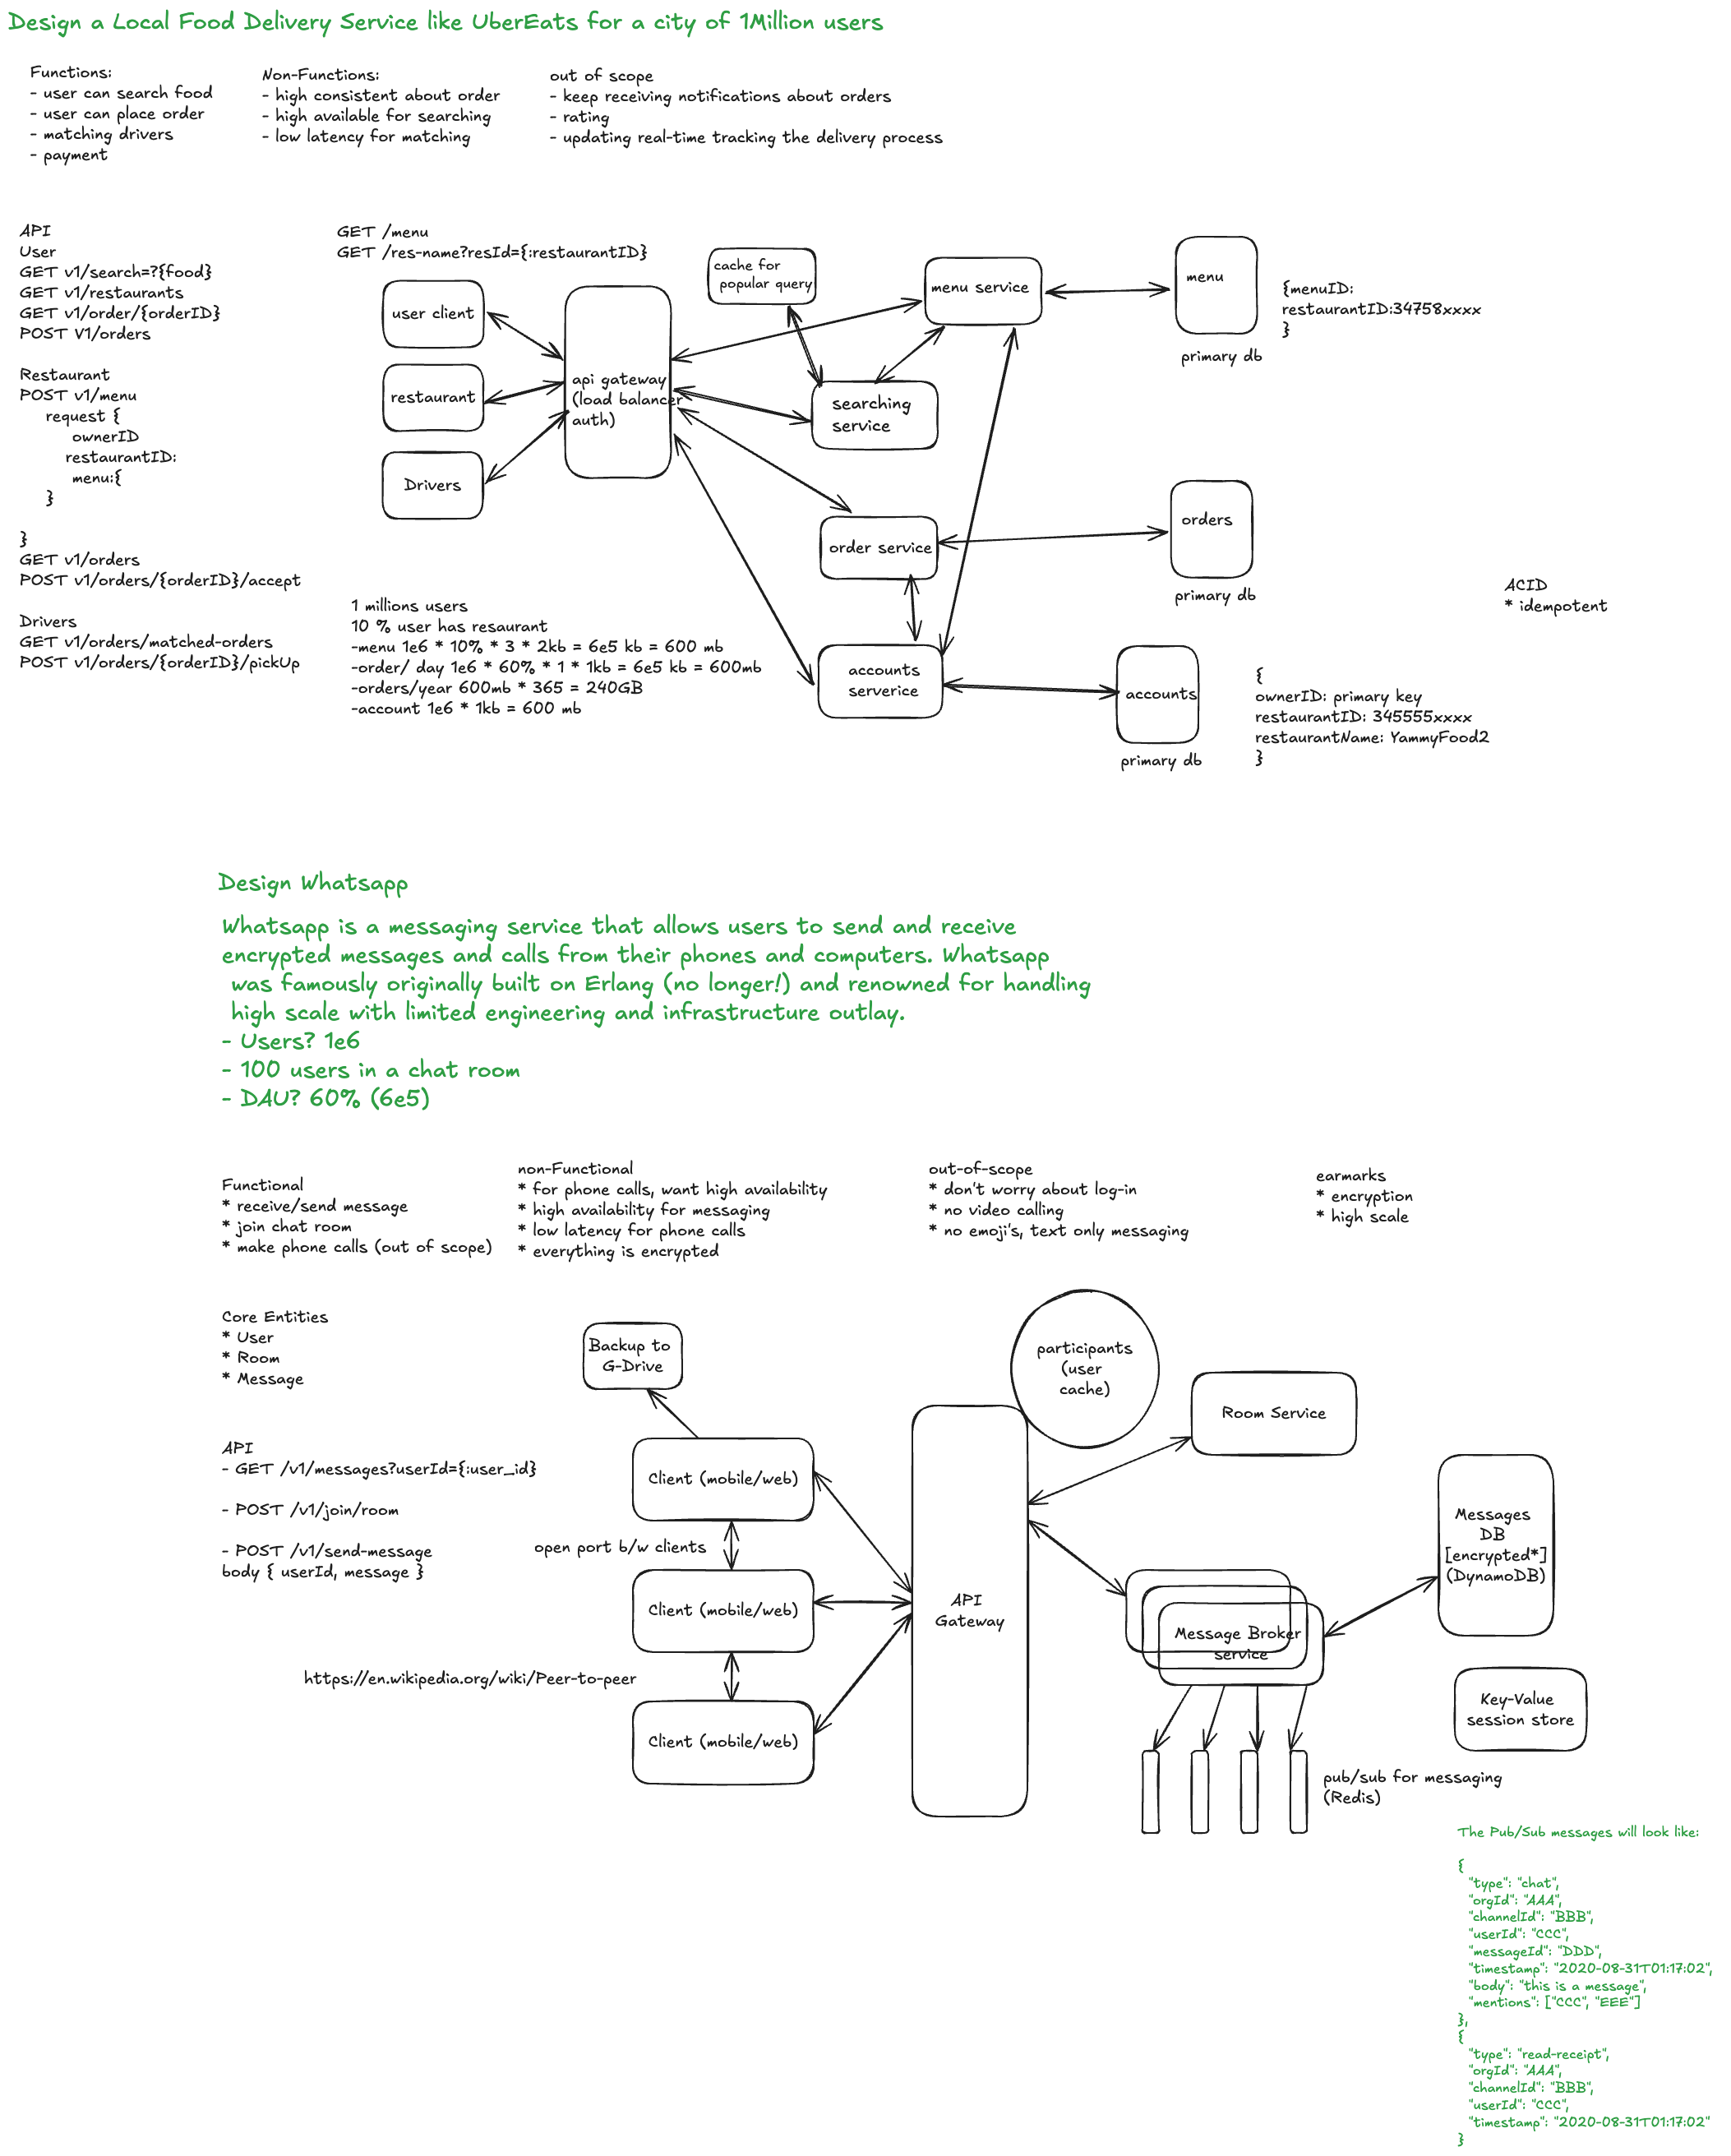 Design a Local Food Delivery Service like UberEats for a city of 1Million users
Functions:
- user can search food
- user can place order
- matching drivers
- payment
Non-Functions:
- high consistent about order
- high available for searching
- low latency for matching
out of scope
- keep receiving notifications about orders
- rating
- updating real-time tracking the delivery process
API
User
GET v1/search=?{food}
GET v1/restaurants
GET v1/order/{orderID}
POST V1/orders
Restaurant
POST v1/menu
request {
ownerID
restaurantID:
menu:{
}
}
GET v1/orders
POST v1/orders/{orderID}/accept
Drivers
GET v1/orders/matched-orders
POST v1/orders/{orderID}/pickUp
GET /menu
GET /res-name?resId={:restaurantID}
user client
restaurant
Drivers
api gateway
(load balancer
auth)
cache for
popular query
menu service
searching
service
order service
accounts
serverice
menu
primary db
{menuID:
restaurantID:34758xxxx
}
orders
primary db
ACID
* idempotent
accounts
primary db
{
ownerID: primary key
restaurantID: 345555xxxx
restaurantName: YammyFood2
}
1 millions users
10 % user has resaurant
-menu 1e6 * 10% * 3 * 2kb = 6e5 kb = 600 mb
-order/ day 1e6 * 60% * 1 * 1kb = 6e5 kb = 600mb
-orders/year 600mb * 365 = 240GB
-account 1e6 * 1kb = 600 mb
Design Whatsapp
Whatsapp is a messaging service that allows users to send and receive
encrypted messages and calls from their phones and computers. Whatsapp
was famously originally built on Erlang (no longer!) and renowned for handling
high scale with limited engineering and infrastructure outlay.
- Users? 1e6
- 100 users in a chat room
- DAU? 60% (6e5)
Functional
* receive/send message
* join chat room
* make phone calls (out of scope)
non-Functional
* for phone calls, want high availability
* high availability for messaging
* low latency for phone calls
* everything is encrypted
out-of-scope
* don't worry about log-in
* no video calling
* no emoji's, text only messaging
earmarks
* encryption
* high scale
Core Entities
* User
* Room
* Message
API
- GET /v1/messages?userId={:user_id}
- POST /v1/join/room
- POST /v1/send-message
body { userId, message }
Backup to
G-Drive
Client (mobile/web)
open port b/w clients
Client (mobile/web)
https://en.wikipedia.org/wiki/Peer-to-peer
Client (mobile/web)
API
Gateway
participants
(user
cache)
Room Service
Message Broker
service
Messages
DB
[encrypted*]
(DynamoDB)
Key-Value
session store
pub/sub for messaging
(Redis)
The Pub/Sub messages will look like:
{
"type": "chat",
"orgId": "AAA",
"channelId": "BBB",
"userId": "CCC",
"messageId": "DDD",
"timestamp": "2020-08-31T01:17:02",
"body": "this is a message",
"mentions": ["CCC", "EEE"]
},
{
"type": "read-receipt",
"orgId": "AAA",
"channelId": "BBB",
"userId": "CCC",
"timestamp": "2020-08-31T01:17:02"
}